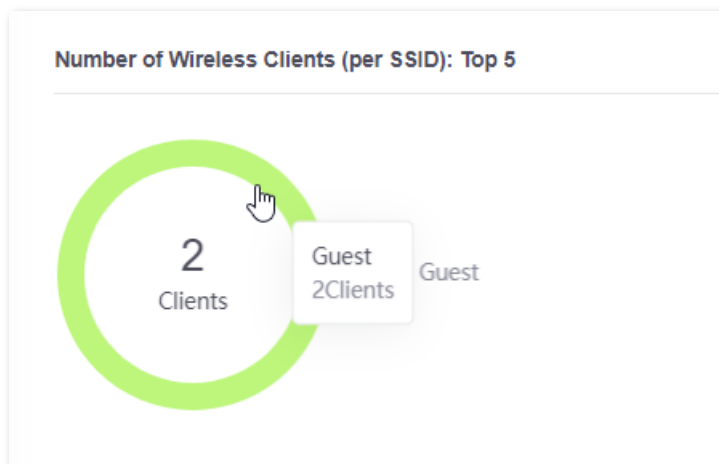 Number of Wireless Clients (per SSID): Top 5
2
Clients
Guest
2Clients
Guest